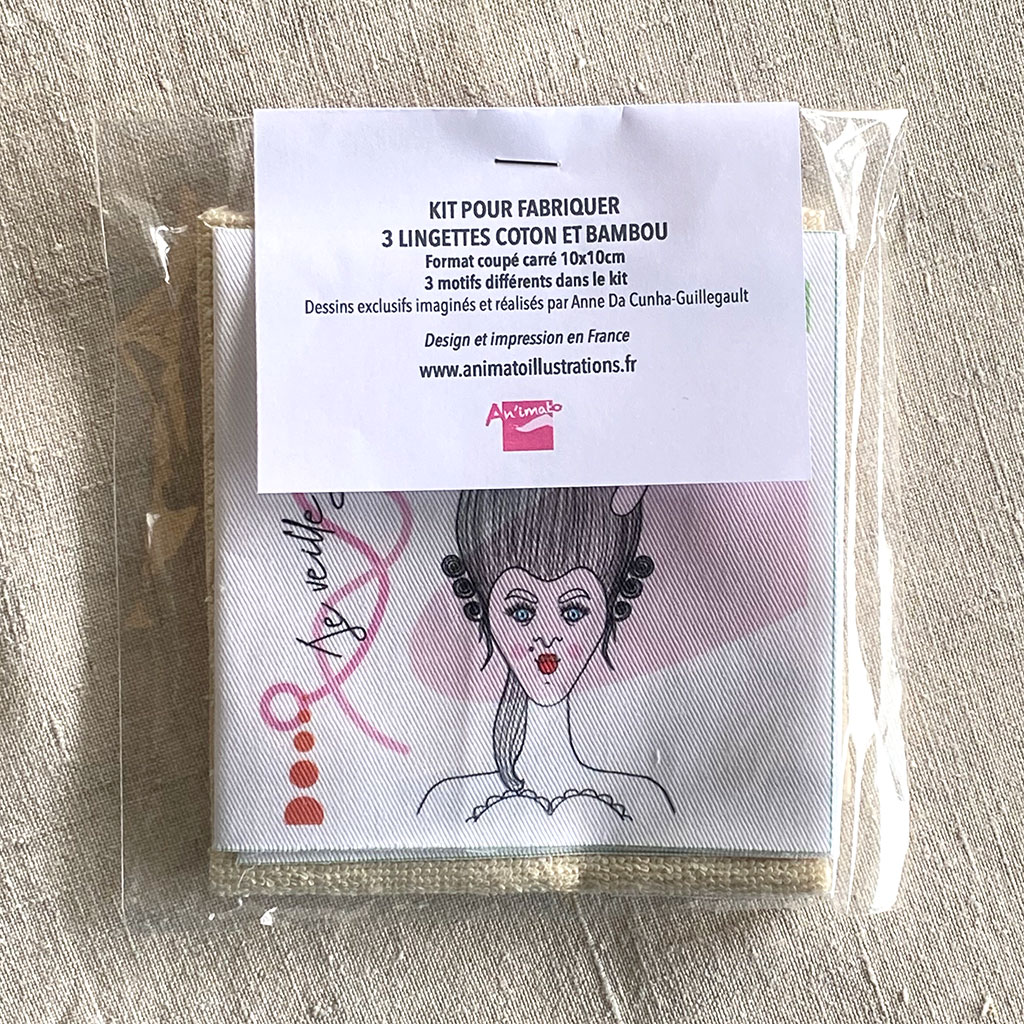 KIT POUR FABRIQUER
3 LINGETTES COTON ET BAMBOU
Format coupé carré 10x10cm
3 motifs différents dans le kit
Dessins exclusifs imaginés et réalisés par Anne Da Cunha-Guillegault
Design et impression en France
www.animatoillustrations.fr
An'imato